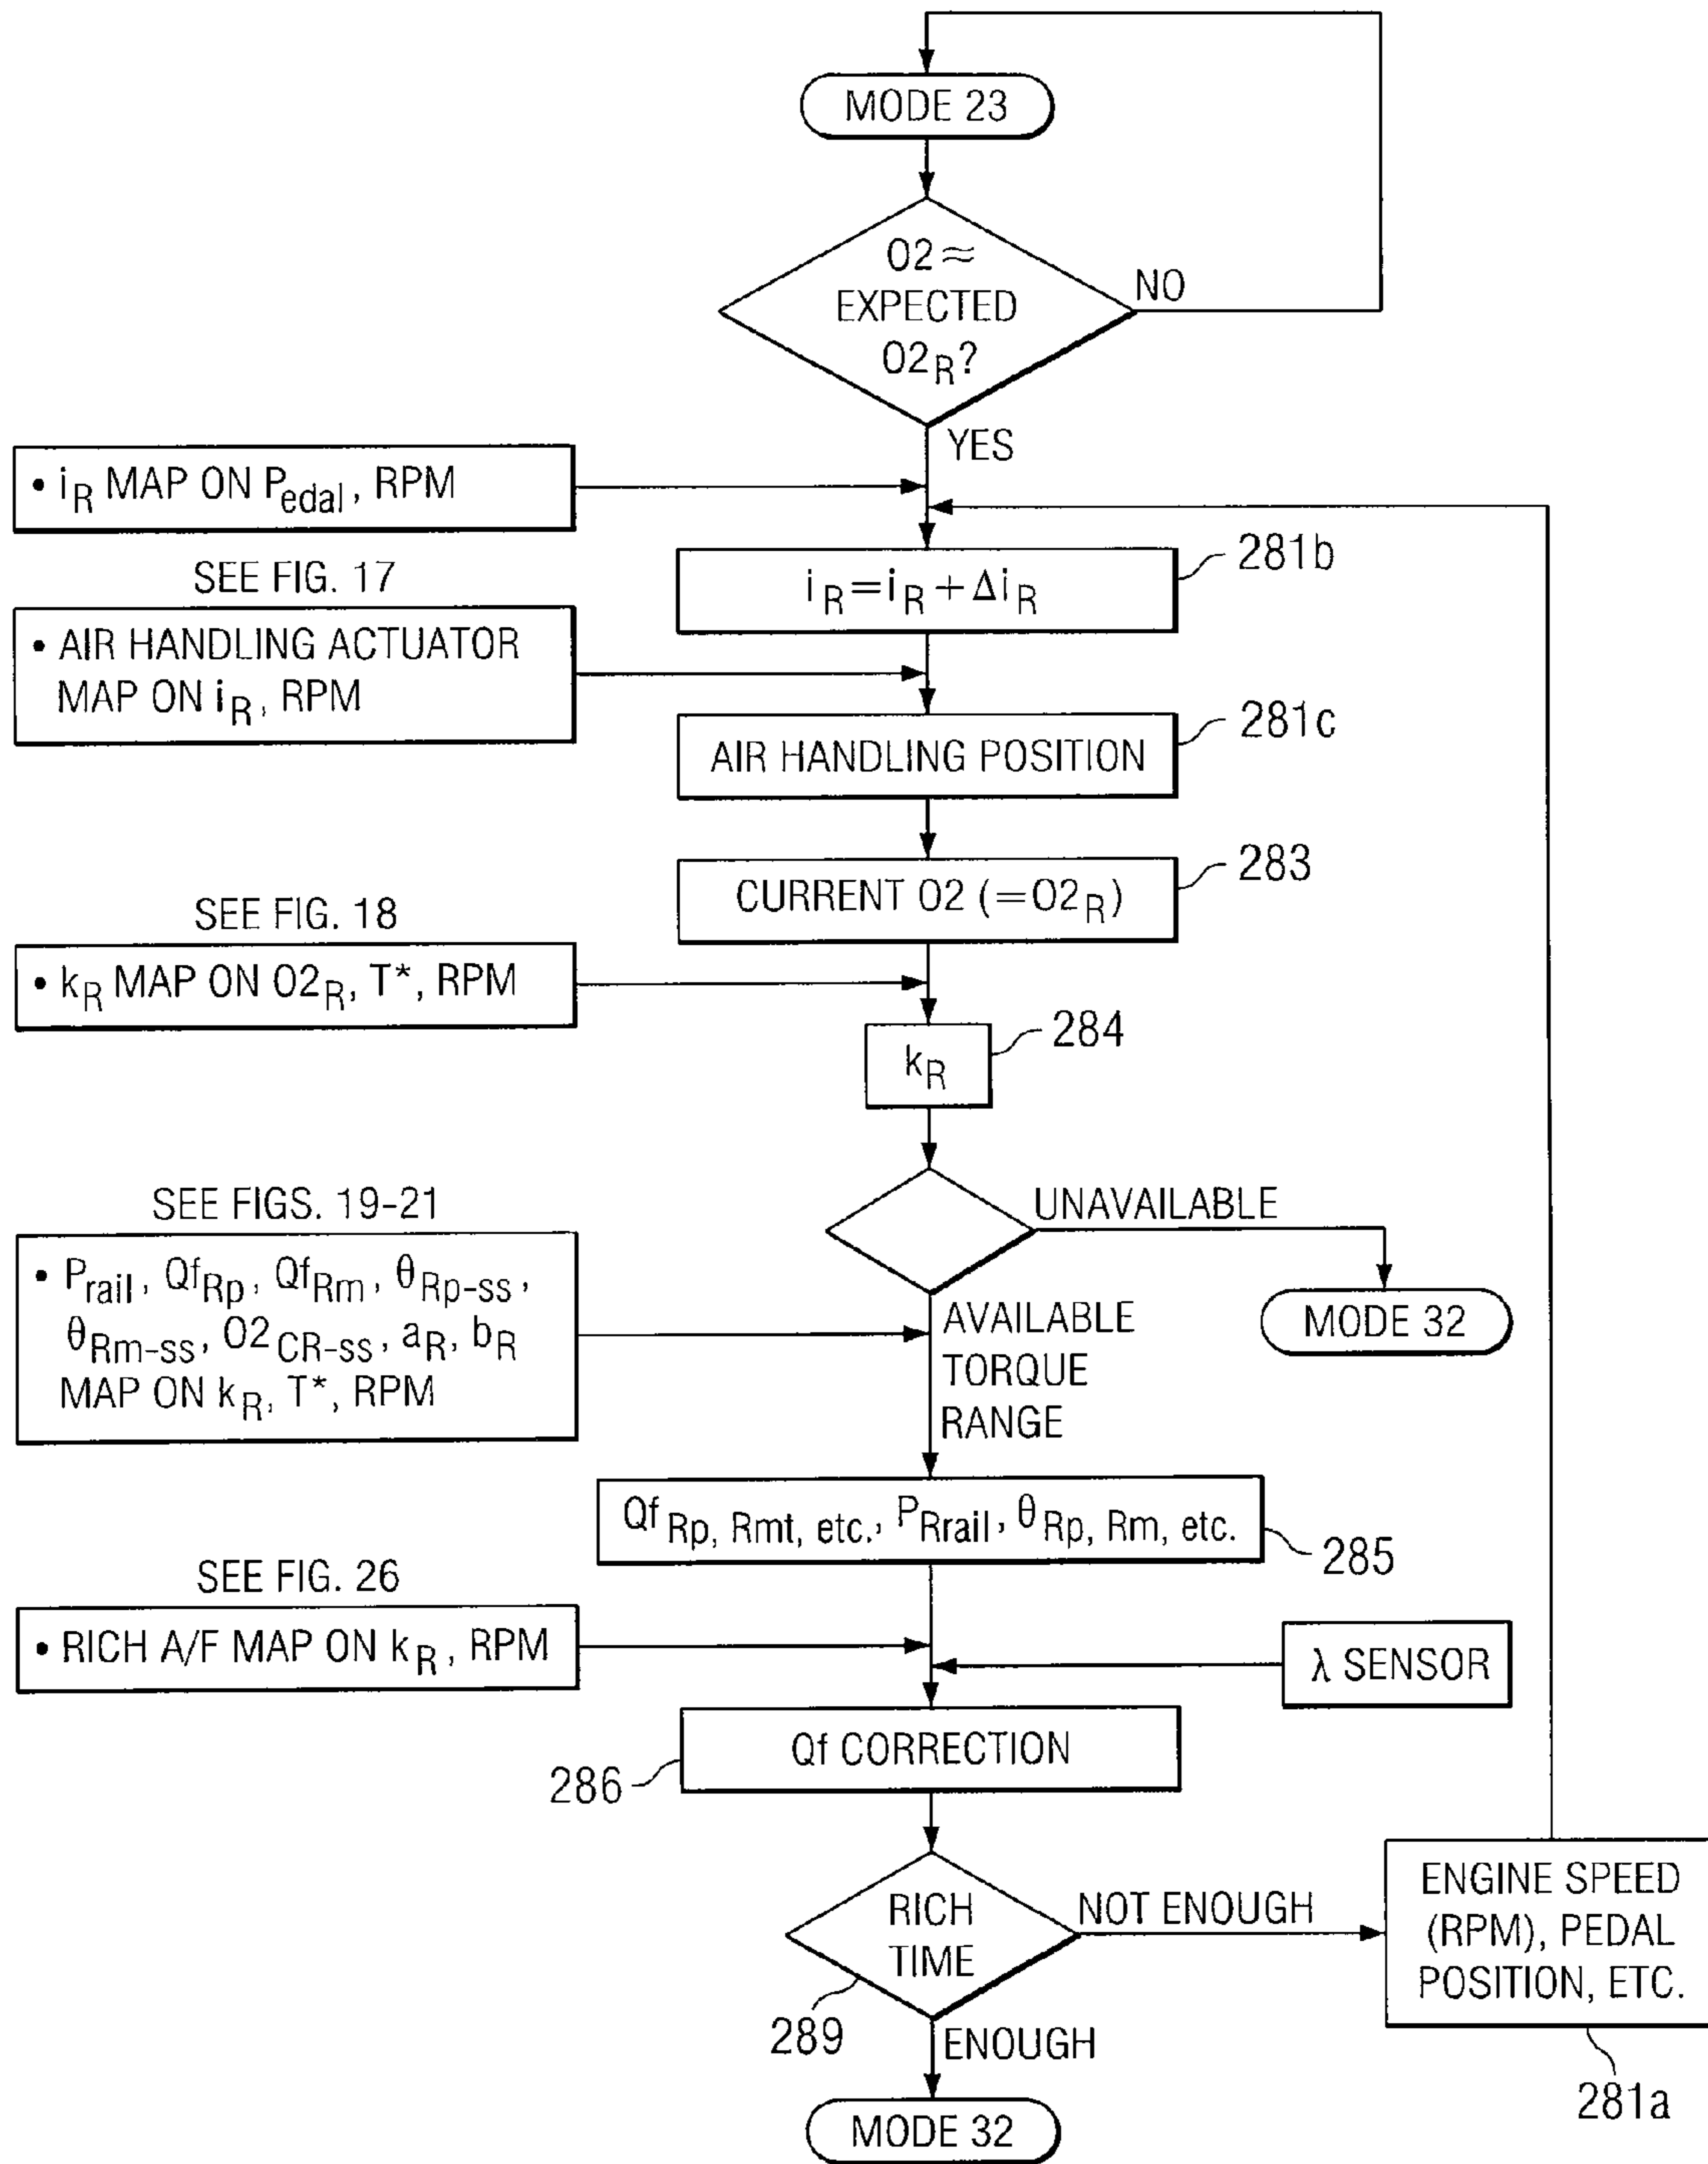 MODE 23
O2≈
EXPECTED
O2R?
NO
YES
• iR MAP ON Pedal, RPM
281b
iR=iR+ΔiR
SEE FIG. 17
• AIR HANDLING ACTUATOR
MAP ON iR, RPM
281c
AIR HANDLING POSITION
283
CURRENT O2 (=O2R)
SEE FIG. 18
• kR MAP ON O2R, T*, RPM
284
kR
UNAVAILABLE
MODE 32
SEE FIGS. 19-21
• Prail, QfRp, QfRm, θRp-ss,
θRm-ss, O2CR-ss, aR, bR
MAP ON kR, T*, RPM
AVAILABLE
TORQUE
RANGE
QfRp, Rmt, etc., PRrail, θRp, Rm, etc.
285
SEE FIG. 26
• RICH A/F MAP ON kR, RPM
λ SENSOR
Qf CORRECTION
286
RICH
TIME
NOT ENOUGH
289
ENOUGH
ENGINE SPEED
(RPM), PEDAL
POSITION, ETC.
281a
MODE 32